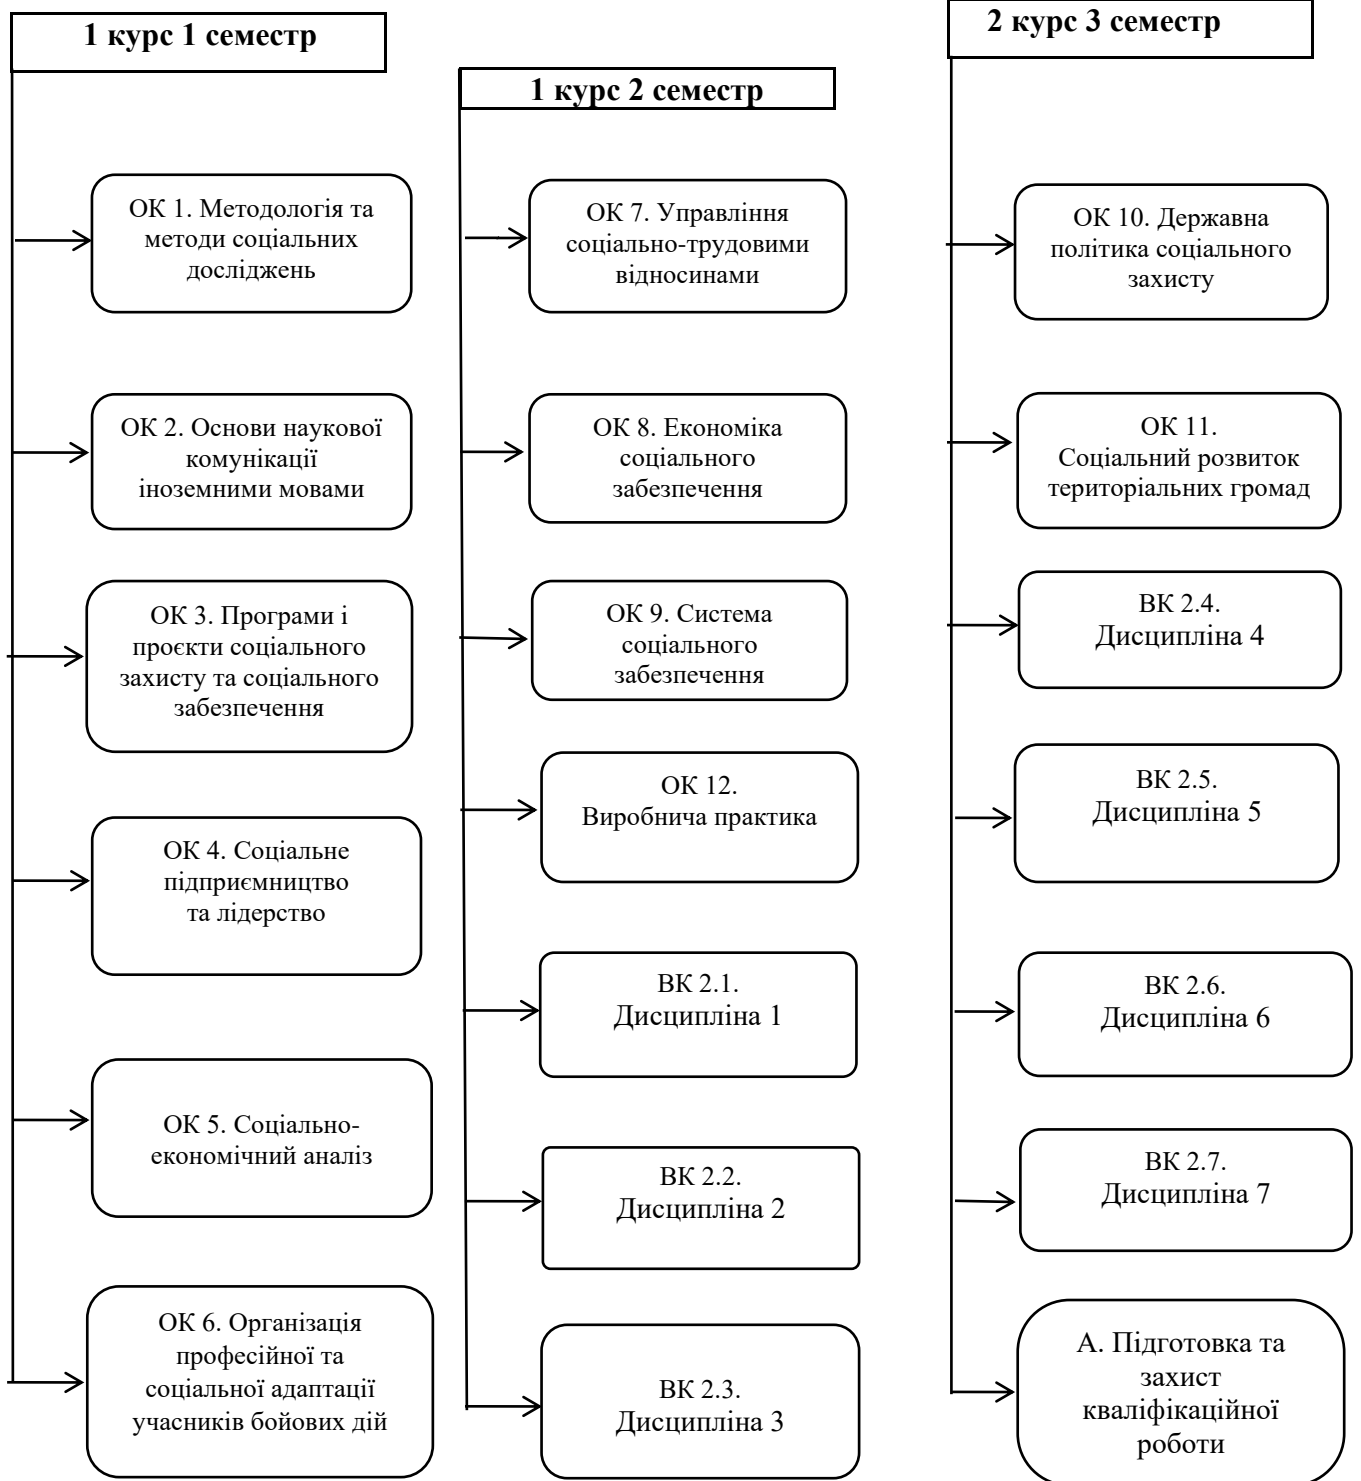 1 курс 1 семестр
ОК 1. Методологія та
методи соціальних
досліджень
ОК 2. Основи наукової
комунікації
іноземними мовами
ОК 3. Програми і
проєкти соціального
захисту та соціального
забезпечення
ОК 4. Соціальне
підприємництво
та лідерство
ОК 5. Соціально-
економічний аналіз
ОК 6. Організація
професійної та
соціальної адаптації
учасників бойових дій
1 курс 2 семестр
ОК 7. Управління
соціально-трудовими
відносинами
ОК 8. Економіка
соціального
забезпечення
ОК 9. Система
соціального
забезпечення
ОК 12.
Виробнича практика
ВК 2.1.
Дисципліна 1
ВК 2.2.
Дисципліна 2
ВК 2.3.
Дисципліна 3
2 курс 3 семестр
ОК 10. Державна
політика соціального
захисту
ОК 11.
Соціальний розвиток
територіальних громад
ВК 2.4.
Дисципліна 4
ВК 2.5.
Дисципліна 5
ВК 2.6.
Дисципліна 6
ВК 2.7.
Дисципліна 7
А. Підготовка та
захист
кваліфікаційної
роботи